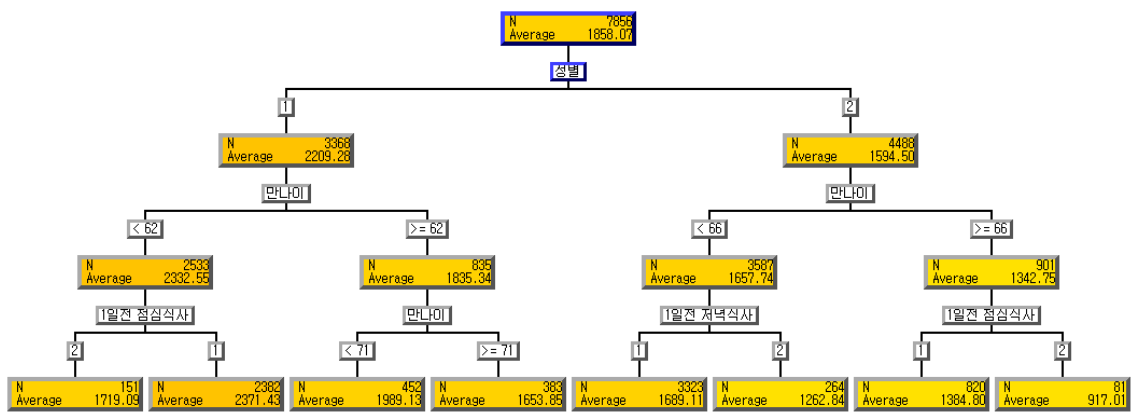 N 7856
Average 1858.07
성별
1 2
N 3368 N 4488
Average 2209.28 Average 1594.50
만나이 만나이
< 62 >= 62 < 66 >= 66
N 2533 N 835 N 3587 N 901
Average 2332.55 Average 1835.34 Average 1657.74 Average 1342.75
1일전 점심식사 만나이 1일전 저녁식사 1일전 점심식사
2 1 < 71 >= 71 1 2 1 2
N 151 N 2382 N 452 N 383 N 3323 N 264 N 820 N 81
Average 1719.09 Average 2371.43 Average 1989.13 Average 1653.85 Average 1689.11 Average 1262.84 Average 1384.80 Average 917.01